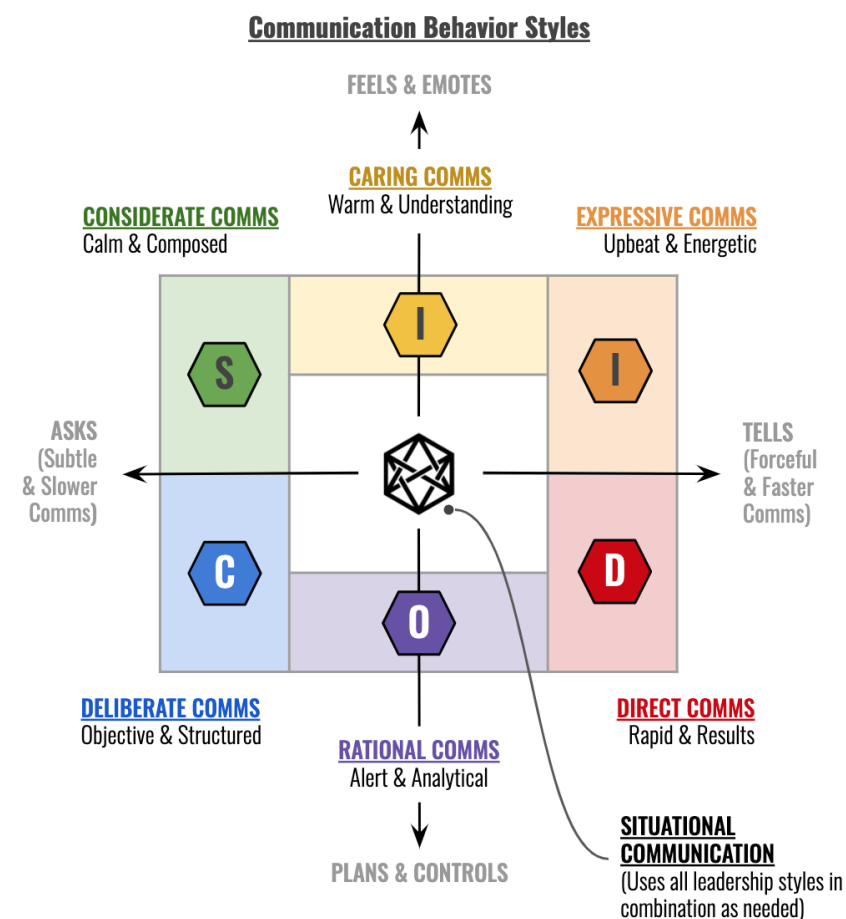 Communication Behavior Styles
FEELS & EMOTES
CARING COMMS
Warm & Understanding
CONSIDERATE COMMS
Calm & Composed
EXPRESSIVE COMMS
Upbeat & Energetic
I
S
I
ASKS
(Subtle
& Slower
Comms)
TELLS
(Forceful
& Faster
Comms)
C
D
O
DELIBERATE COMMS
Objective & Structured
DIRECT COMMS
Rapid & Results
RATIONAL COMMS
Alert & Analytical
PLANS & CONTROLS
SITUATIONAL
COMMUNICATION
(Uses all leadership styles in
combination as needed)